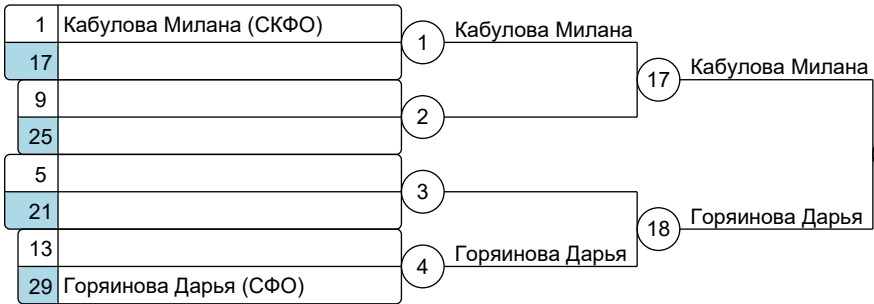 1 Кабулова Милана (СКФО)
17
1 Кабулова Милана
9
25
2
17 Кабулова Милана
5
21
3
13
29 Горяинова Дарья (СФО)
4 Горяинова Дарья
18 Горяинова Дарья